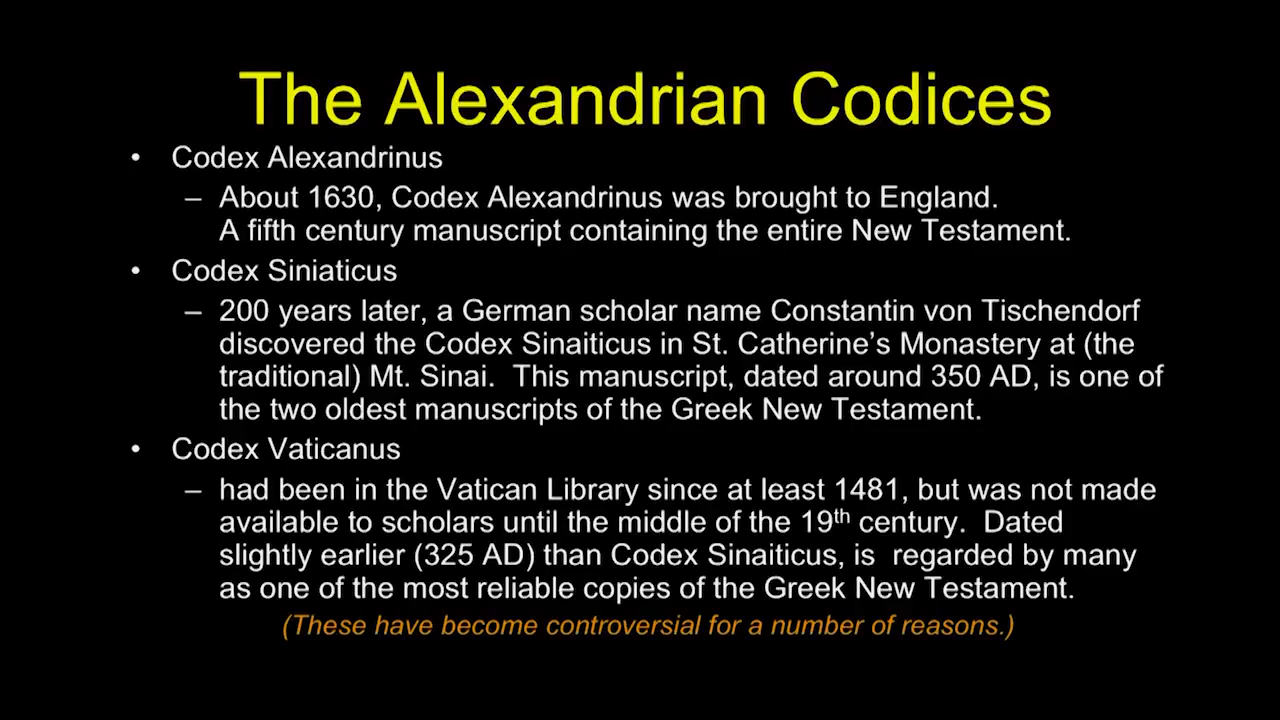 The Alexandrian Codices
• Codex Alexandrinus
– About 1630, Codex Alexandrinus was brought to England.
A fifth century manuscript containing the entire New Testament.
• Codex Siniaticus
– 200 years later, a German scholar name Constantin von Tischendorf
discovered the Codex Sinaiticus in St. Catherine’s Monastery at (the
traditional) Mt. Sinai.  This manuscript, dated around 350 AD, is one of
the two oldest manuscripts of the Greek New Testament.
• Codex Vaticanus
– had been in the Vatican Library since at least 1481, but was not made
available to scholars until the middle of the 19th century.  Dated
slightly earlier (325 AD) than Codex Sinaiticus, is  regarded by many
as one of the most reliable copies of the Greek New Testament.
(These have become controversial for a number of reasons.)